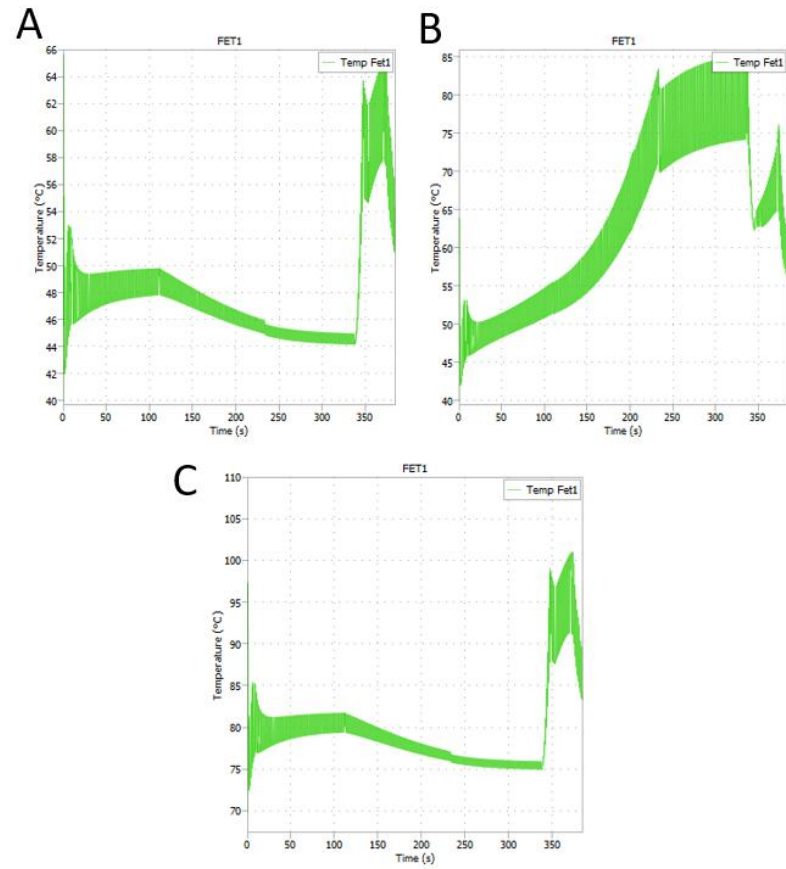 A
FET1
Temp Fet1
Temperature (°C)
66
64
62
60
58
56
54
52
50
48
46
44
42
40
0 50 100 150 200 250 300 350
Time (s)
B
FET1
Temp Fet1
Temperature (°C)
85
80
75
70
65
60
55
50
45
40
0 50 100 150 200 250 300 350
Time (s)
C
FET1
Temp Fet1
Temperature (°C)
110
105
100
95
90
85
80
75
70
0 50 100 150 200 250 300 350
Time (s)